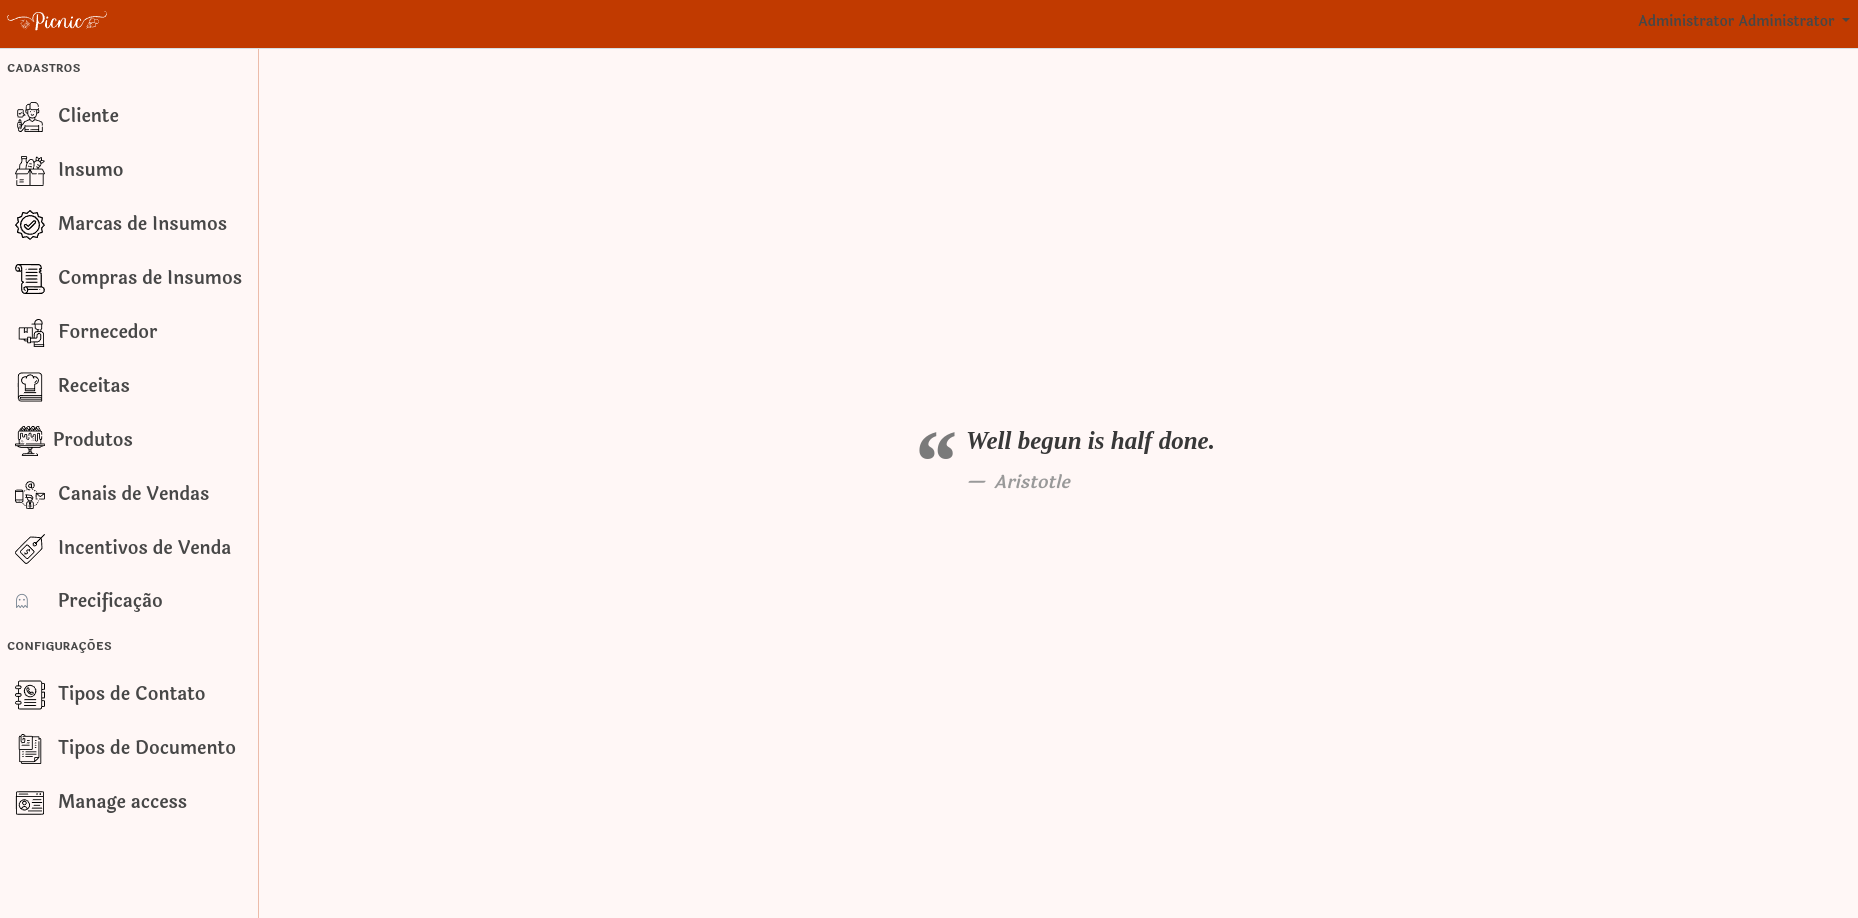 Picnic
Administrator Administrator
CADASTROS
Cliente
Insumo
Marcas de Insumos
Compras de Insumos
Fornecedor
Receitas
Produtos
Canais de Vendas
Incentivos de Venda
Precificação
CONFIGURAÇÕES
Tipos de Contato
Tipos de Documento
Manage access
“ Well begun is half done.
— Aristotle